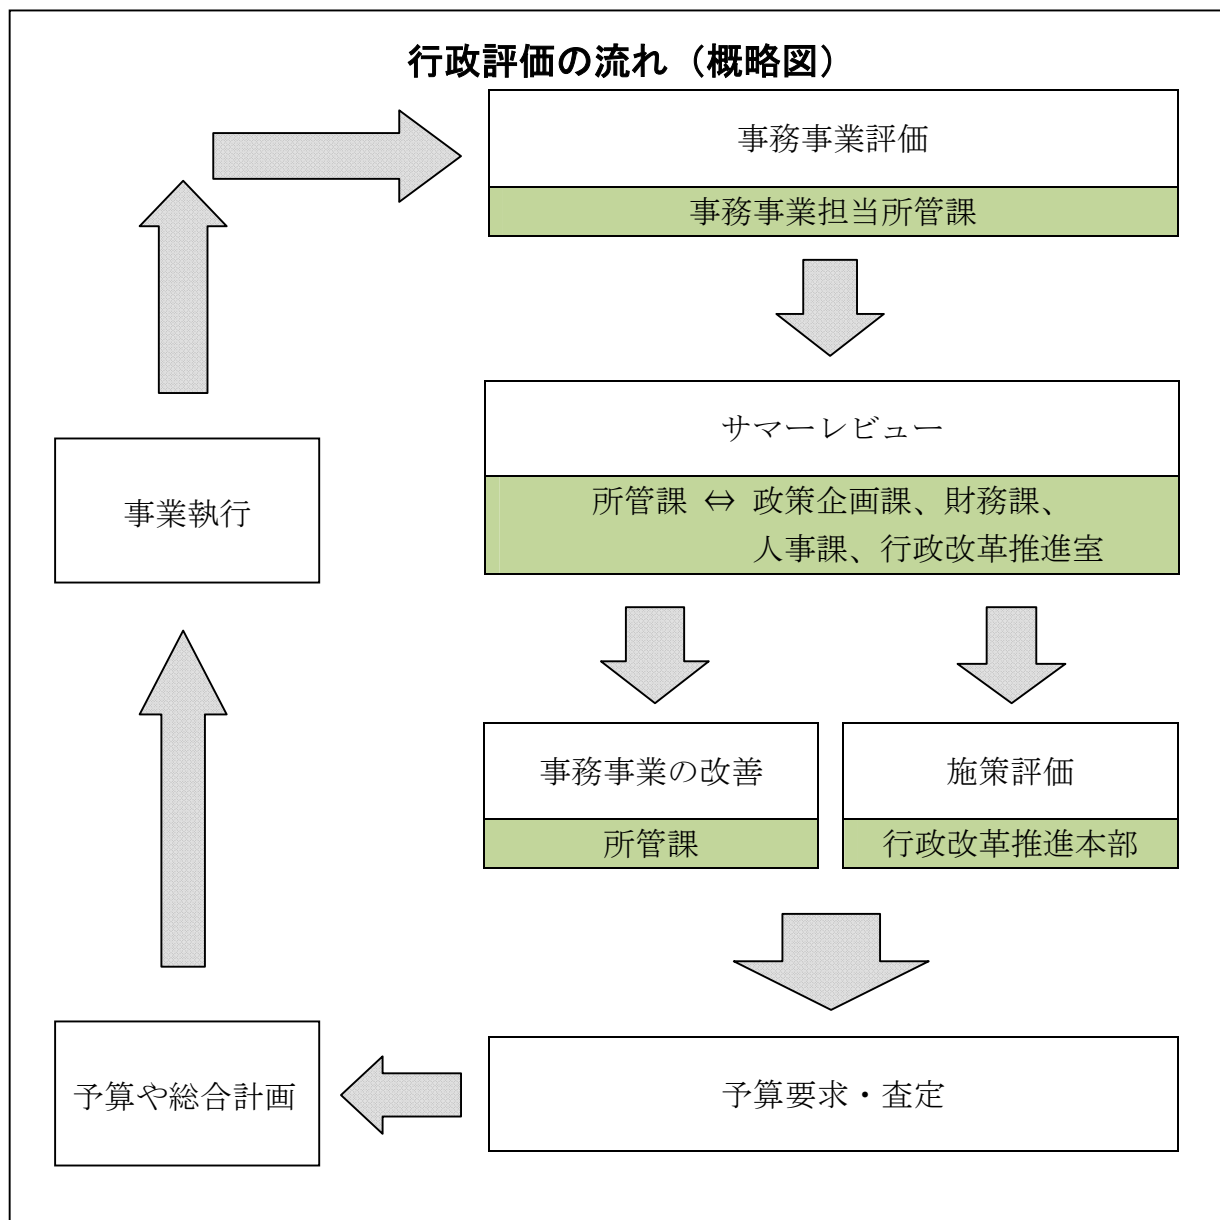 行政評価の流れ（概略図）
事務事業評価
事務事業担当所管課
サマーレビュー
所管課 ⇔ 政策企画課、財務課、
人事課、行政改革推進室
事業執行
事務事業の改善
所管課
施策評価
行政改革推進本部
予算や総合計画
予算要求・査定